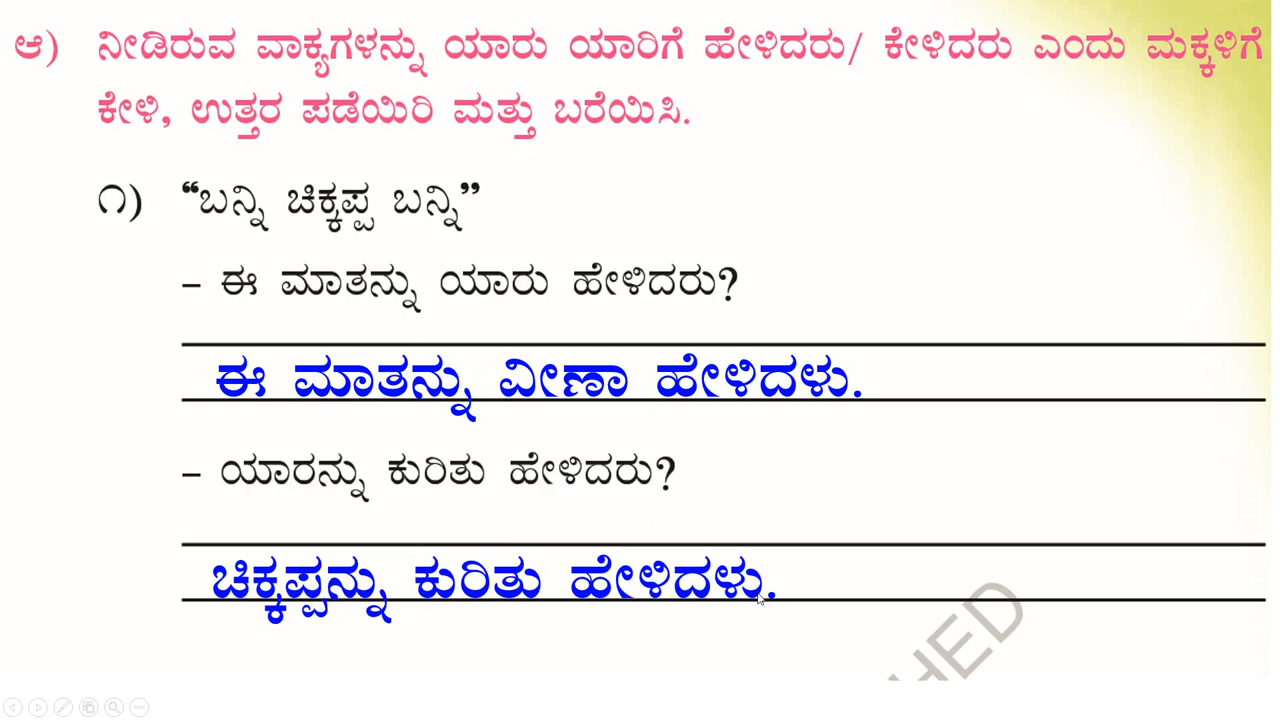 ಆ) ನೀಡಿರುವ ವಾಕ್ಯಗಳನ್ನು ಯಾರು ಯಾರಿಗೆ ಹೇಳಿದರು/ ಕೇಳಿದರು ಎಂದು ಮಕ್ಕಳಿಗೆ
ಕೇಳಿ, ಉತ್ತರ ಪಡೆಯಿರಿ ಮತ್ತು ಬರೆಯಿಸಿ.
೧) “ಬನ್ನಿ ಚಿಕ್ಕಪ್ಪ ಬನ್ನಿ”
– ಈ ಮಾತನ್ನು ಯಾರು ಹೇಳಿದರು?
ಈ ಮಾತನ್ನು ವೀಣಾ ಹೇಳಿದಳು.
– ಯಾರನ್ನು ಕುರಿತು ಹೇಳಿದರು?
ಚಿಕ್ಕಪ್ಪನ್ನು ಕುರಿತು ಹೇಳಿದಳು.
HED